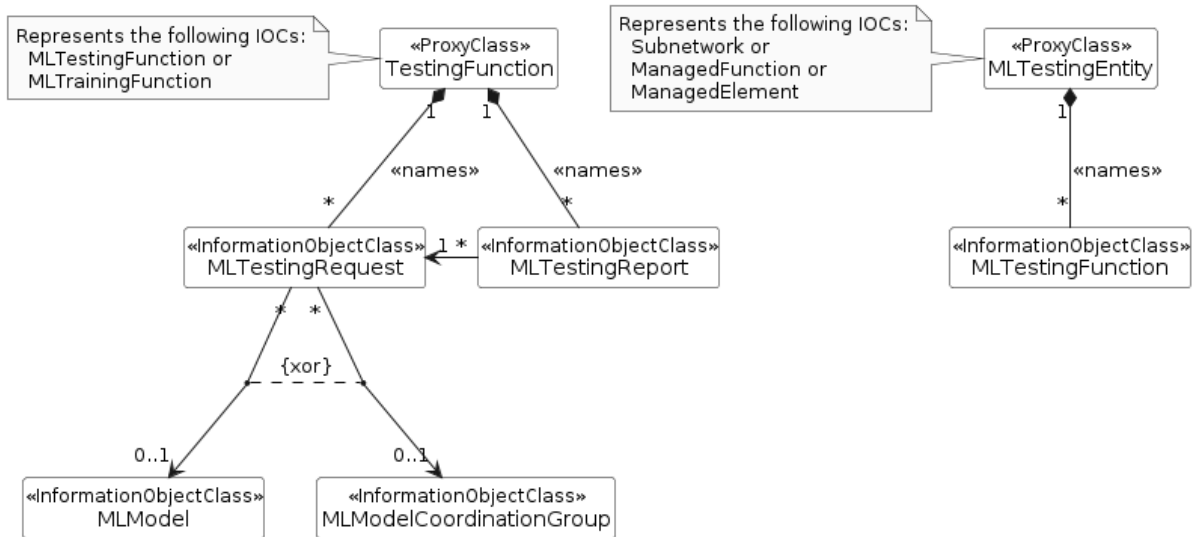 Represents the following IOCs:
MLTestingFunction or
MLTrainingFunction
«ProxyClass»
TestingFunction
Represents the following IOCs:
Subnetwork or
ManagedFunction or
ManagedElement
«ProxyClass»
MLTestingEntity
1
1
1
«names»
«names»
«names»
*
*
*
«InformationObjectClass»
MLTestingRequest
1 *
«InformationObjectClass»
MLTestingReport
«InformationObjectClass»
MLTestingFunction
*
*
{xor}
0..1
0..1
«InformationObjectClass»
MLModel
«InformationObjectClass»
MLModelCoordinationGroup